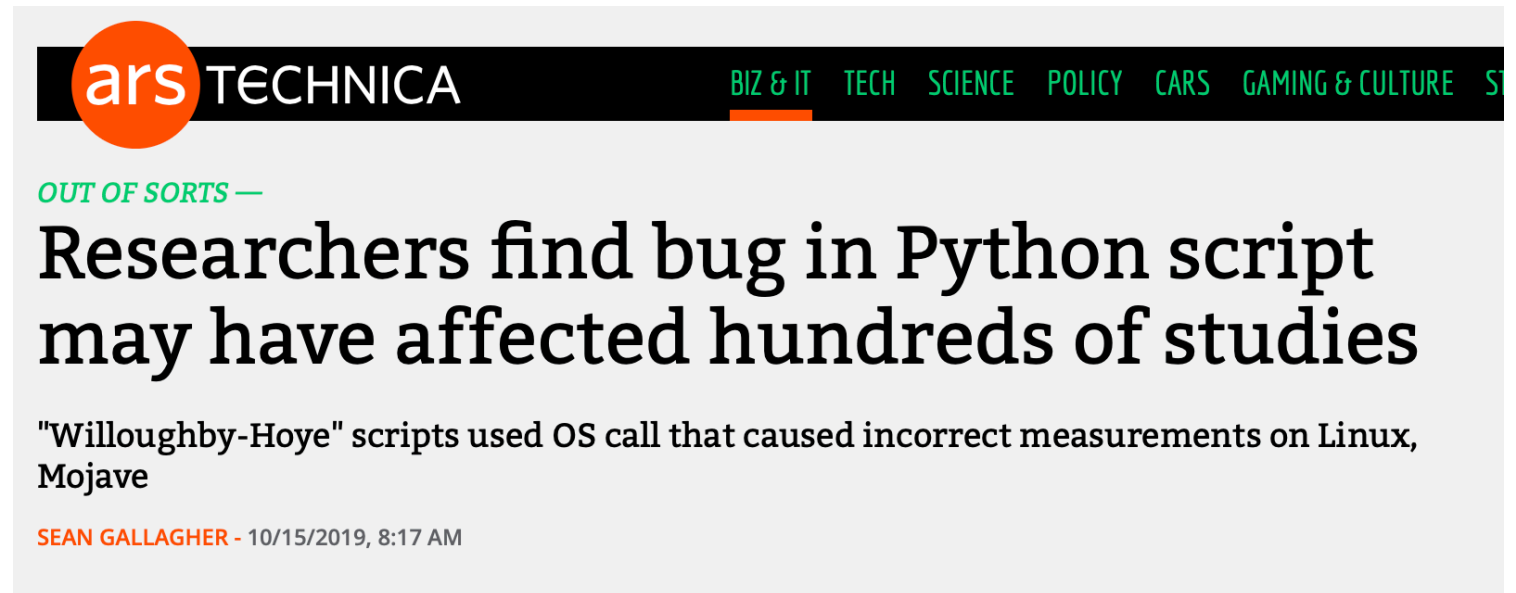 ars TECHNICA
BIZ & IT TECH SCIENCE POLICY CARS GAMING & CULTURE
OUT OF SORTS —
Researchers find bug in Python script
may have affected hundreds of studies
"Willoughby-Hoye" scripts used OS call that caused incorrect measurements on Linux,
Mojave
SEAN GALLAGHER - 10/15/2019, 8:17 AM